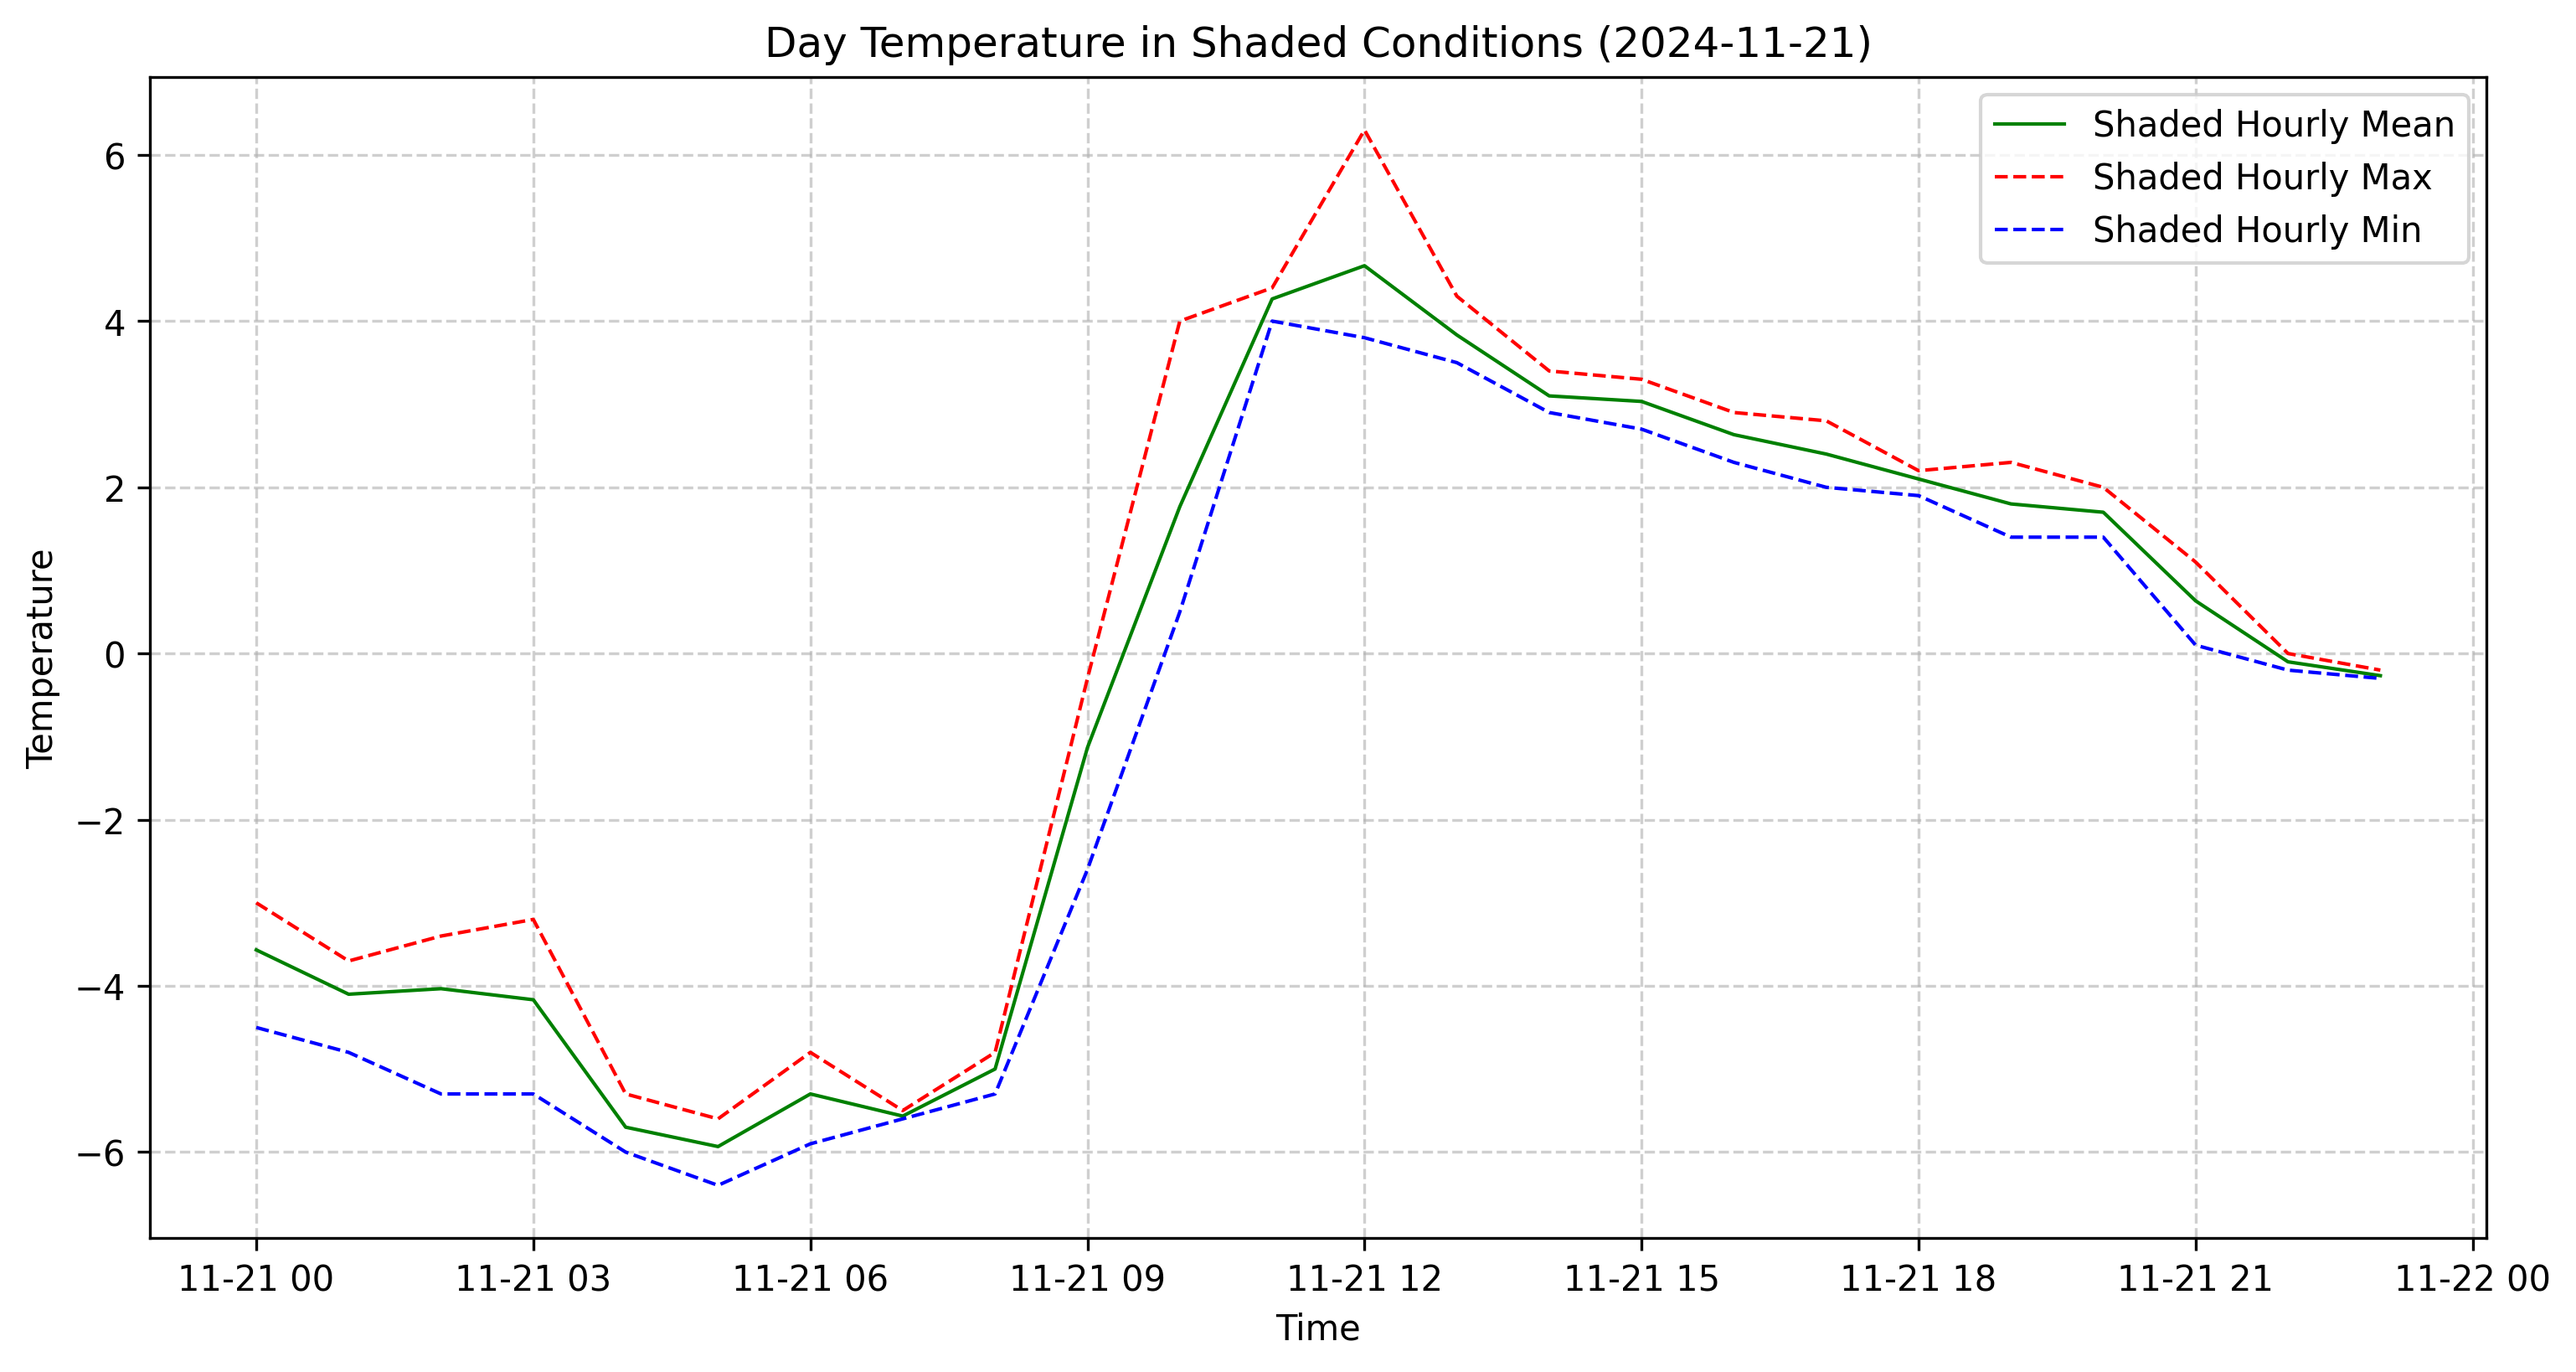 Day Temperature in Shaded Conditions (2024-11-21)
Shaded Hourly Mean
Shaded Hourly Max
Shaded Hourly Min
Temperature
6
4
2
0
−2
−4
−6
11-21 00 11-21 03 11-21 06 11-21 09 11-21 12 11-21 15 11-21 18 11-21 21 11-22 00
Time